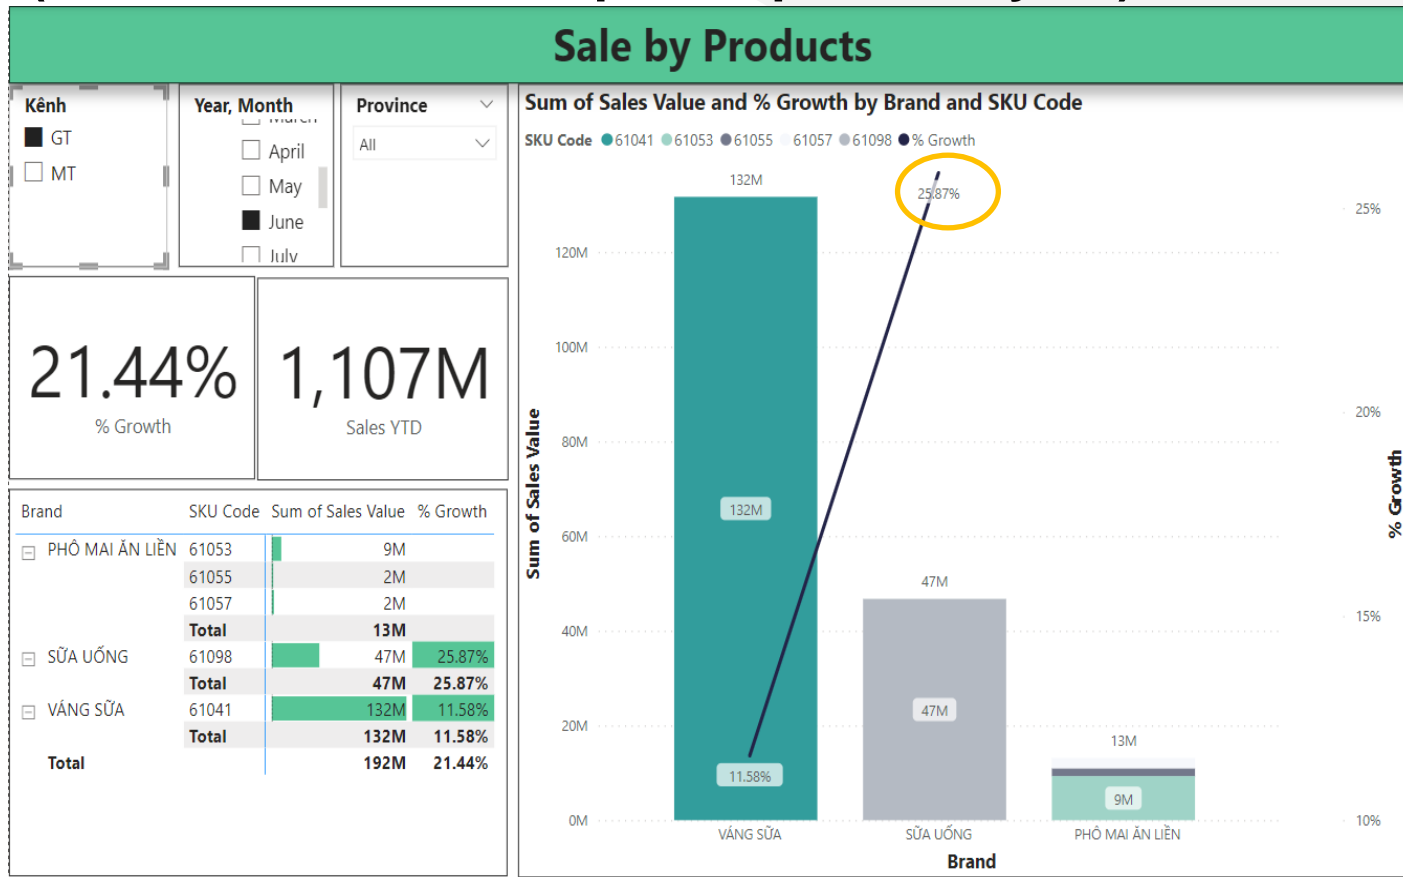 Sale by Products
Kênh
GT
MT
Year, Month
March
April
May
June
July
Province
All
21.44%
% Growth
1,107M
Sales YTD
Brand SKU Code Sum of Sales Value % Growth
PHÔ MAI ĂN LIỀN 61053 9M
61055 2M
61057 2M
Total 13M
SỮA UỐNG 61098 47M 25.87%
Total 47M 25.87%
VÁNG SỮA 61041 132M 11.58%
Total 132M 11.58%
Total 192M 21.44%
Sum of Sales Value and % Growth by Brand and SKU Code
SKU Code 61041 61053 61055 61057 61098 % Growth
132M
25.87%
25%
120M
100M
20%
80M
132M
60M
47M
15%
40M
47M
20M
13M
11.58%
9M
0M
10%
VÁNG SỮA SỮA UỐNG PHÔ MAI ĂN LIỀN
Brand
Sum of Sales Value
% Growth